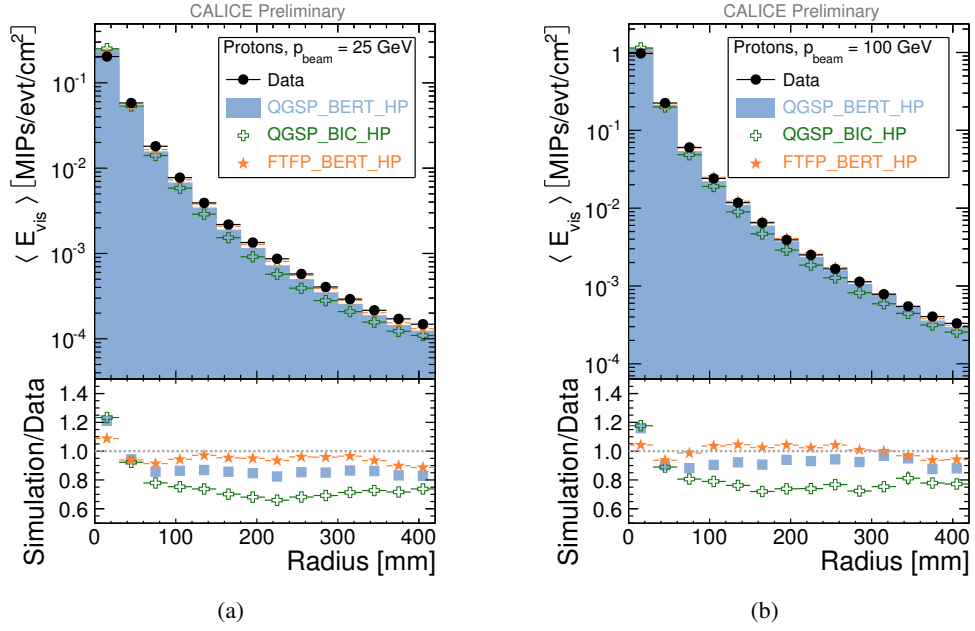 CALICE Preliminary
⟨ E_vis ⟩ [MIPs/evt/cm²]
Protons, p_beam = 25 GeV
Data
QGSP_BERT_HP
QGSP_BIC_HP
FTFP_BERT_HP
10⁻¹
10⁻²
10⁻³
10⁻⁴
Simulation/Data
1.4
1.2
1.0
0.8
0.6
0 100 200 300 400
Radius [mm]
(a)
CALICE Preliminary
⟨ E_vis ⟩ [MIPs/evt/cm²]
Protons, p_beam = 100 GeV
Data
QGSP_BERT_HP
QGSP_BIC_HP
FTFP_BERT_HP
1
10⁻¹
10⁻²
10⁻³
10⁻⁴
Simulation/Data
1.4
1.2
1.0
0.8
0.6
0 100 200 300 400
Radius [mm]
(b)